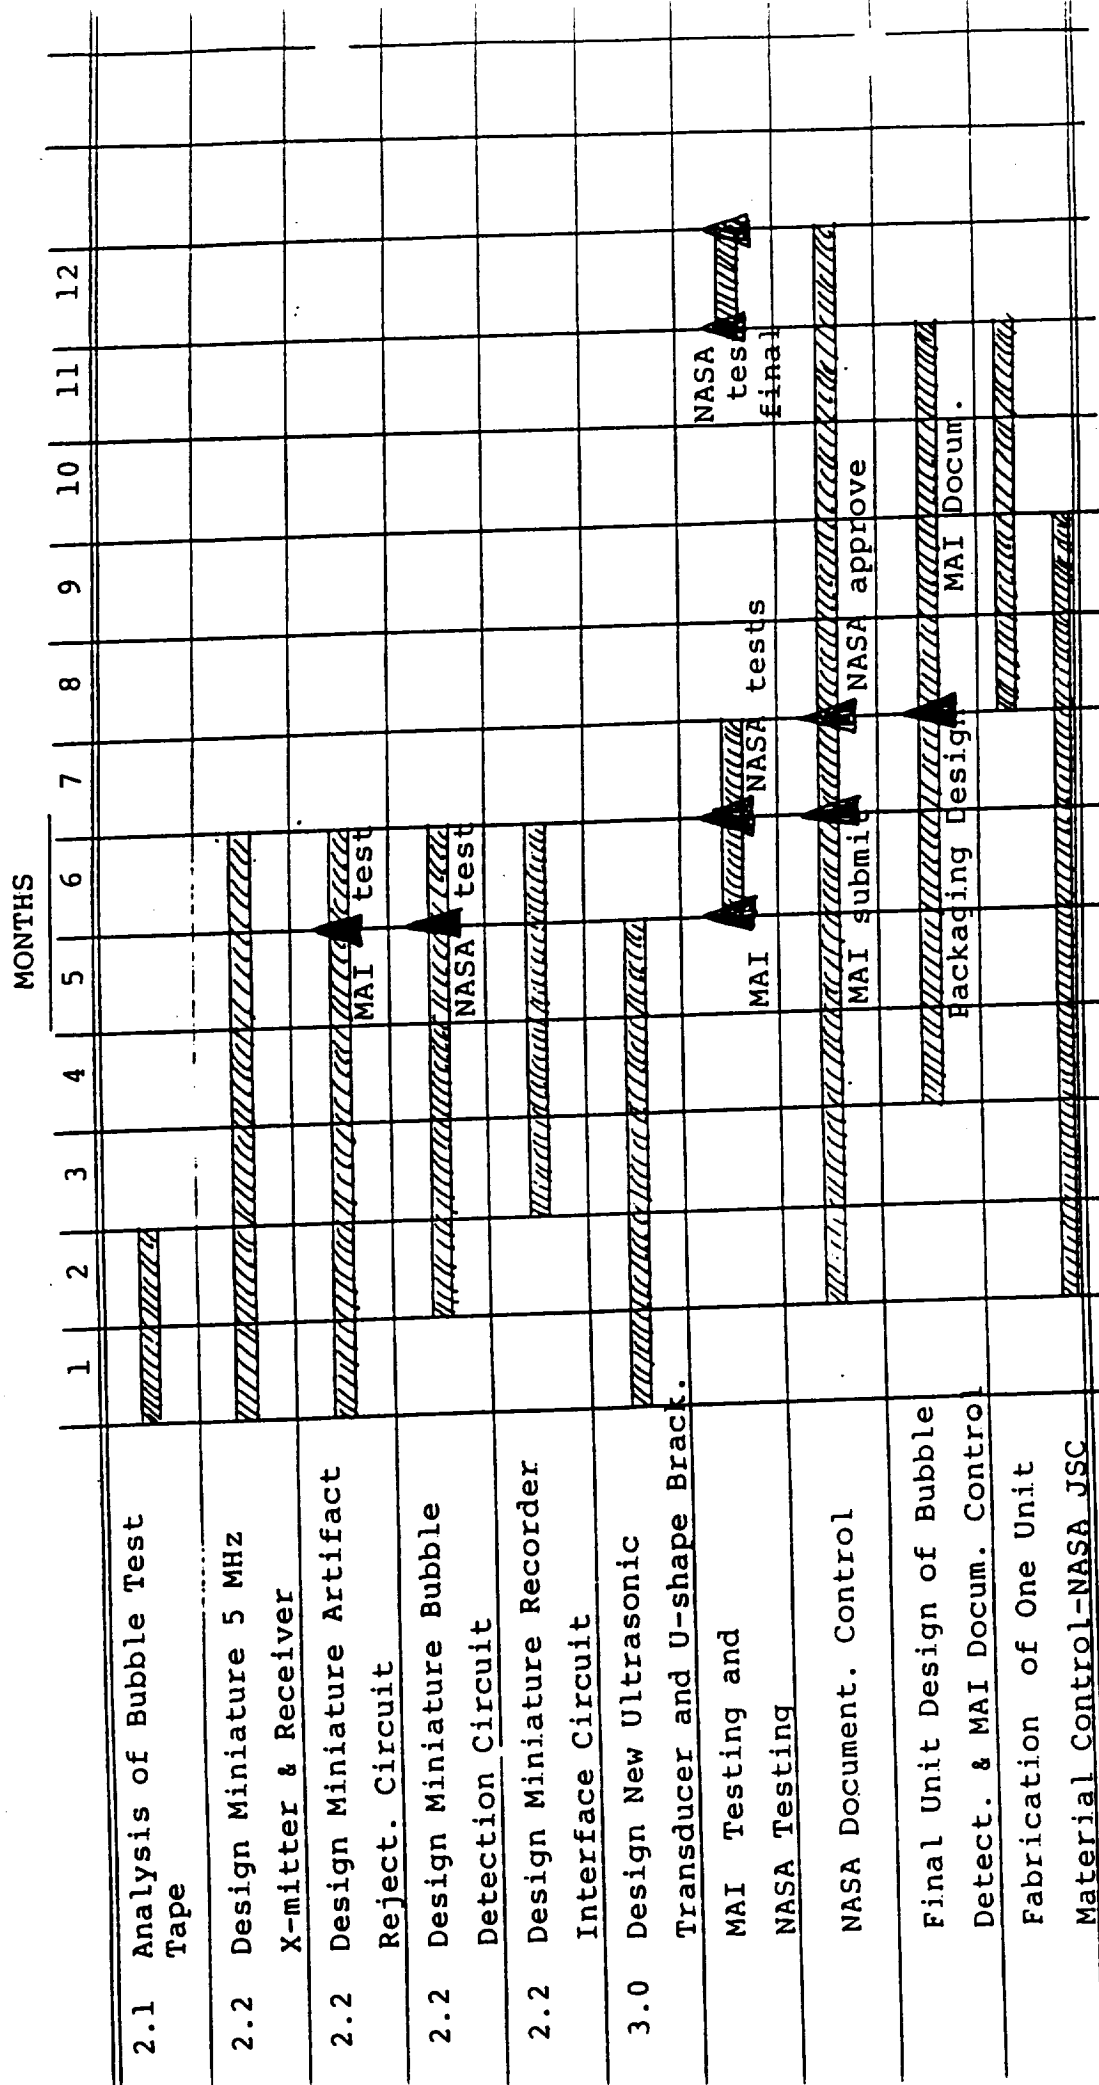 MONTHS
1 2 3 4 5 6 7 8 9 10 11 12
2.1 Analysis of Bubble Test
Tape
2.2 Design Miniature 5 MHz
X-mitter & Receiver
2.2 Design Miniature Artifact
Reject. Circuit
MAI test
2.2 Design Miniature Bubble
Detection Circuit
NASA test
2.2 Design Miniature Recorder
Interface Circuit
3.0 Design New Ultrasonic
Transducer and U-shape Brack.
MAI Testing and
NASA Testing
MAI
NASA tests
NASA
test
final
NASA Document. Control
MAI submit
NASA approve
Final Unit Design of Bubble
Detect. & MAI Docum. Control
Packaging Design
MAI Docum.
Fabrication of One Unit
Material Control-NASA JSC